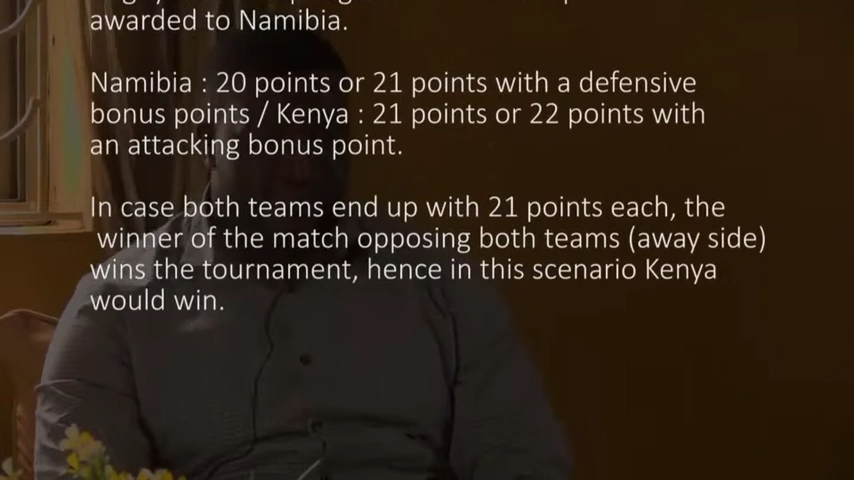 awarded to Namibia.
Namibia : 20 points or 21 points with a defensive
bonus points / Kenya : 21 points or 22 points with
an attacking bonus point.
In case both teams end up with 21 points each, the
winner of the match opposing both teams (away side)
wins the tournament, hence in this scenario Kenya
would win.